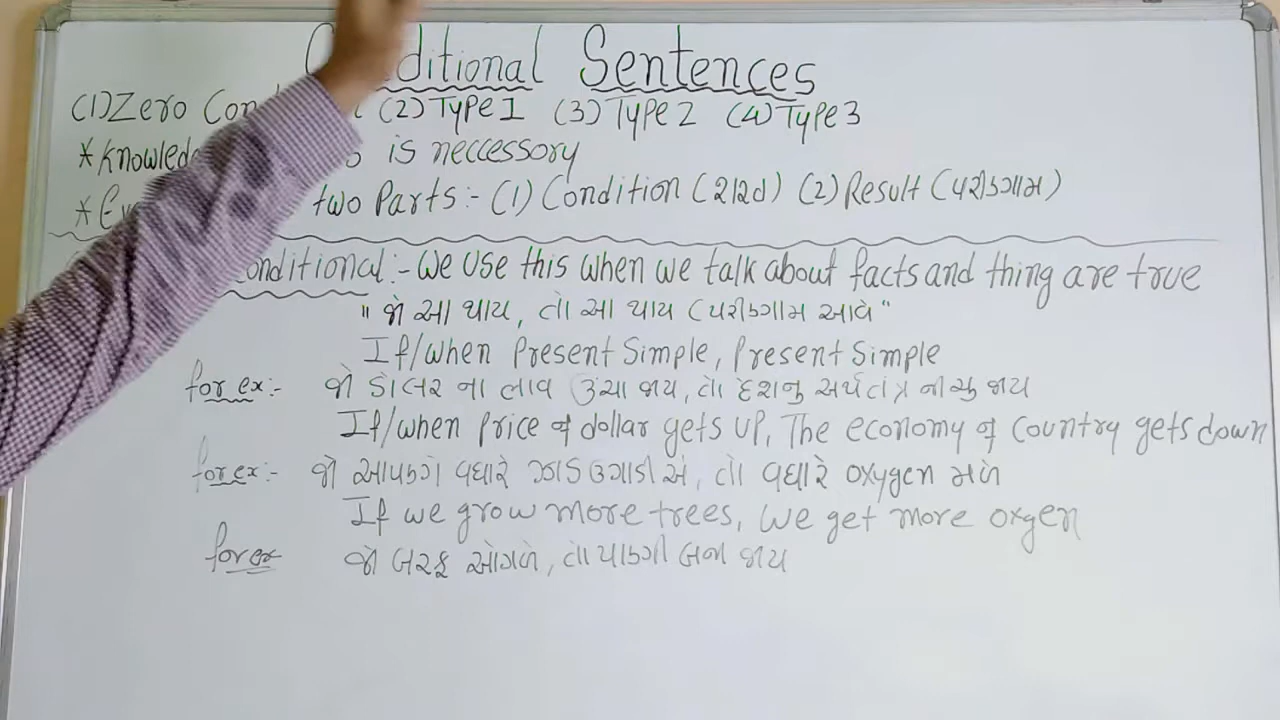 ditional Sentences
(1) Zero Con (2) Type 1 (3) Type 2 (4) Type 3
* Knowled is neccessory
* two Parts :- (1) Condition (શરત) (2) Result (પરીણામ)
onditional :- We use this when we talk about facts and thing are true
" જો આ થાય, તો આ થાય (પરીણામ આવે "
If/when Present Simple, Present Simple
for ex:- જો ડોલર ના ભાવ ઉંચા જાય, તો દેશનુ અર્થતંત્ર નીચુ જાય
If/when Price of dollar gets up, The economy of country gets down
for ex:- જો આપણે વધારે ઝાડ ઉગાડીએ, તો વધારે oxygen મળે
If we grow more trees, we get more oxgen
for ex જો બરફ ઓગળે, તો પાણી બની જાય